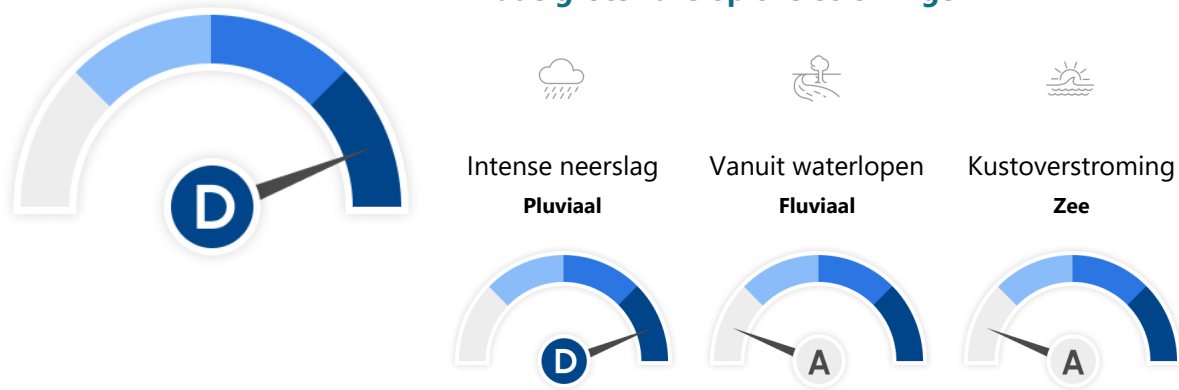 D
Intense neerslag
Vanuit waterlopen
Kustoverstroming
Pluviaal
Fluviaal
Zee
D
A
A